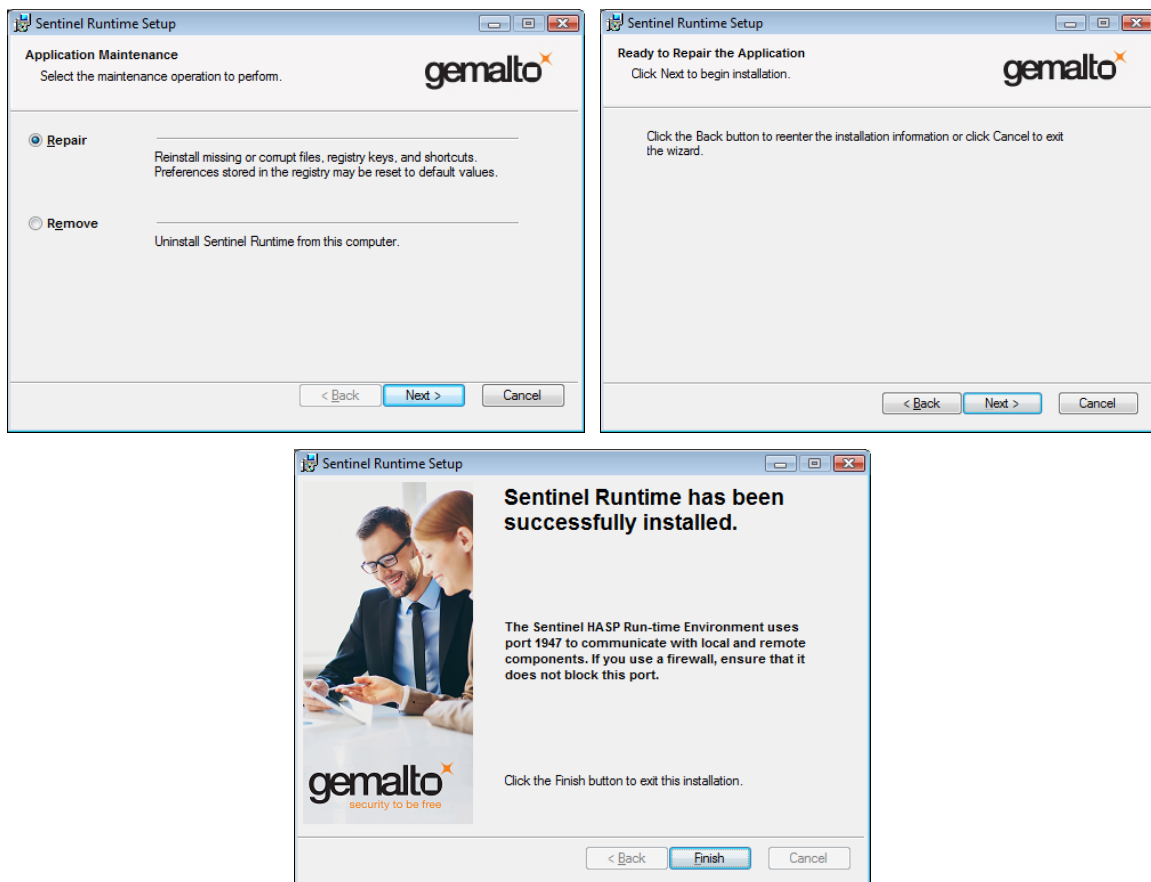 Sentinel Runtime Setup
Application Maintenance
Select the maintenance operation to perform.
gemalto
Repair
Reinstall missing or corrupt files, registry keys, and shortcuts.
Preferences stored in the registry may be reset to default values.
Remove
Uninstall Sentinel Runtime from this computer.
< Back Next > Cancel
Sentinel Runtime Setup
Ready to Repair the Application
Click Next to begin installation.
gemalto
Click the Back button to reenter the installation information or click Cancel to exit
the wizard.
< Back Next > Cancel
Sentinel Runtime Setup
Sentinel Runtime has been
successfully installed.
The Sentinel HASP Run-time Environment uses
port 1947 to communicate with local and remote
components. If you use a firewall, ensure that it
does not block this port.
gemalto
security to be free
Click the Finish button to exit this installation.
< Back Finish Cancel